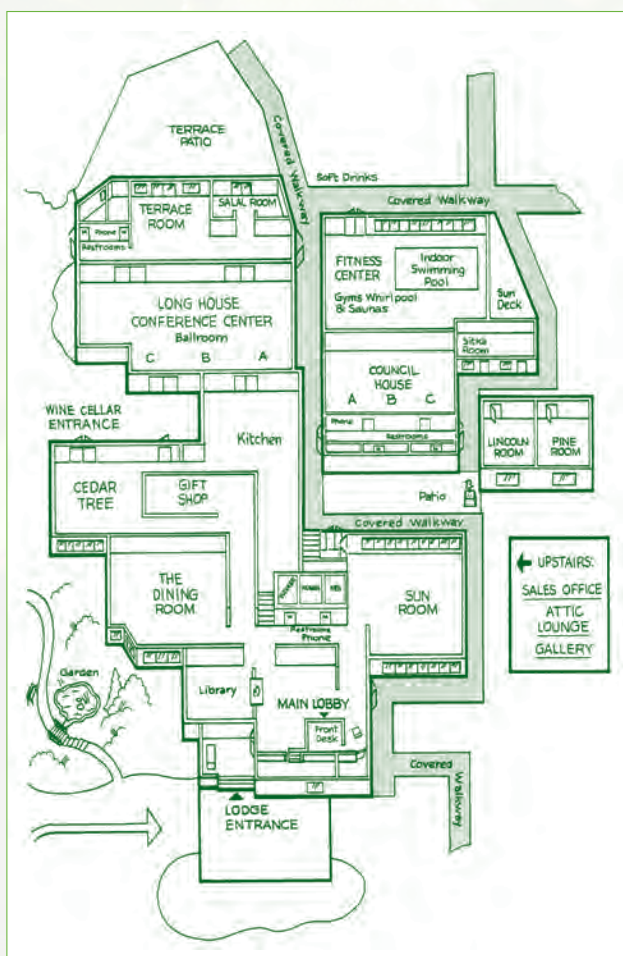 TERRACE
PATIO
Covered Walkway
Soft Drinks
Covered Walkway
TERRACE
ROOM
SALAL ROOM
Phone
Restrooms
FITNESS
CENTER
Gyms Whirlpool
& Saunas
Indoor
Swimming
Pool
Sun
Deck
LONG HOUSE
CONFERENCE CENTER
Ballroom
C B A
Sitka
Room
COUNCIL
HOUSE
A B C
Phone
Restrooms
WINE CELLAR
ENTRANCE
Kitchen
LINCOLN
ROOM
PINE
ROOM
CEDAR
TREE
GIFT
SHOP
Patio
Covered Walkway
THE
DINING
ROOM
SUN
ROOM
Restrooms
Phone
UPSTAIRS:
SALES OFFICE
ATTIC
LOUNGE
GALLERY
Garden
Library
MAIN LOBBY
Front
Desk
Covered
Walkway
LODGE
ENTRANCE